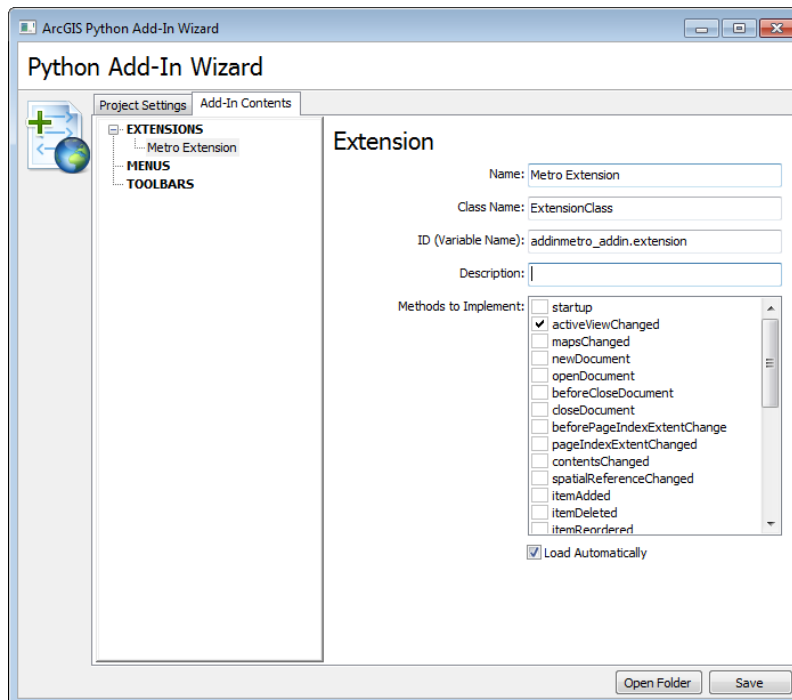 ArcGIS Python Add-In Wizard
Python Add-In Wizard
Project Settings
Add-In Contents
EXTENSIONS
Metro Extension
MENUS
TOOLBARS
Extension
Name: Metro Extension
Class Name: ExtensionClass
ID (Variable Name): addinmetro_addin.extension
Description:
Methods to Implement:
startup
activeViewChanged
mapsChanged
newDocument
openDocument
beforeCloseDocument
closeDocument
beforePageIndexExtentChange
pageIndexExtentChanged
contentsChanged
spatialReferenceChanged
itemAdded
itemDeleted
itemReordered
Load Automatically
Open Folder
Save